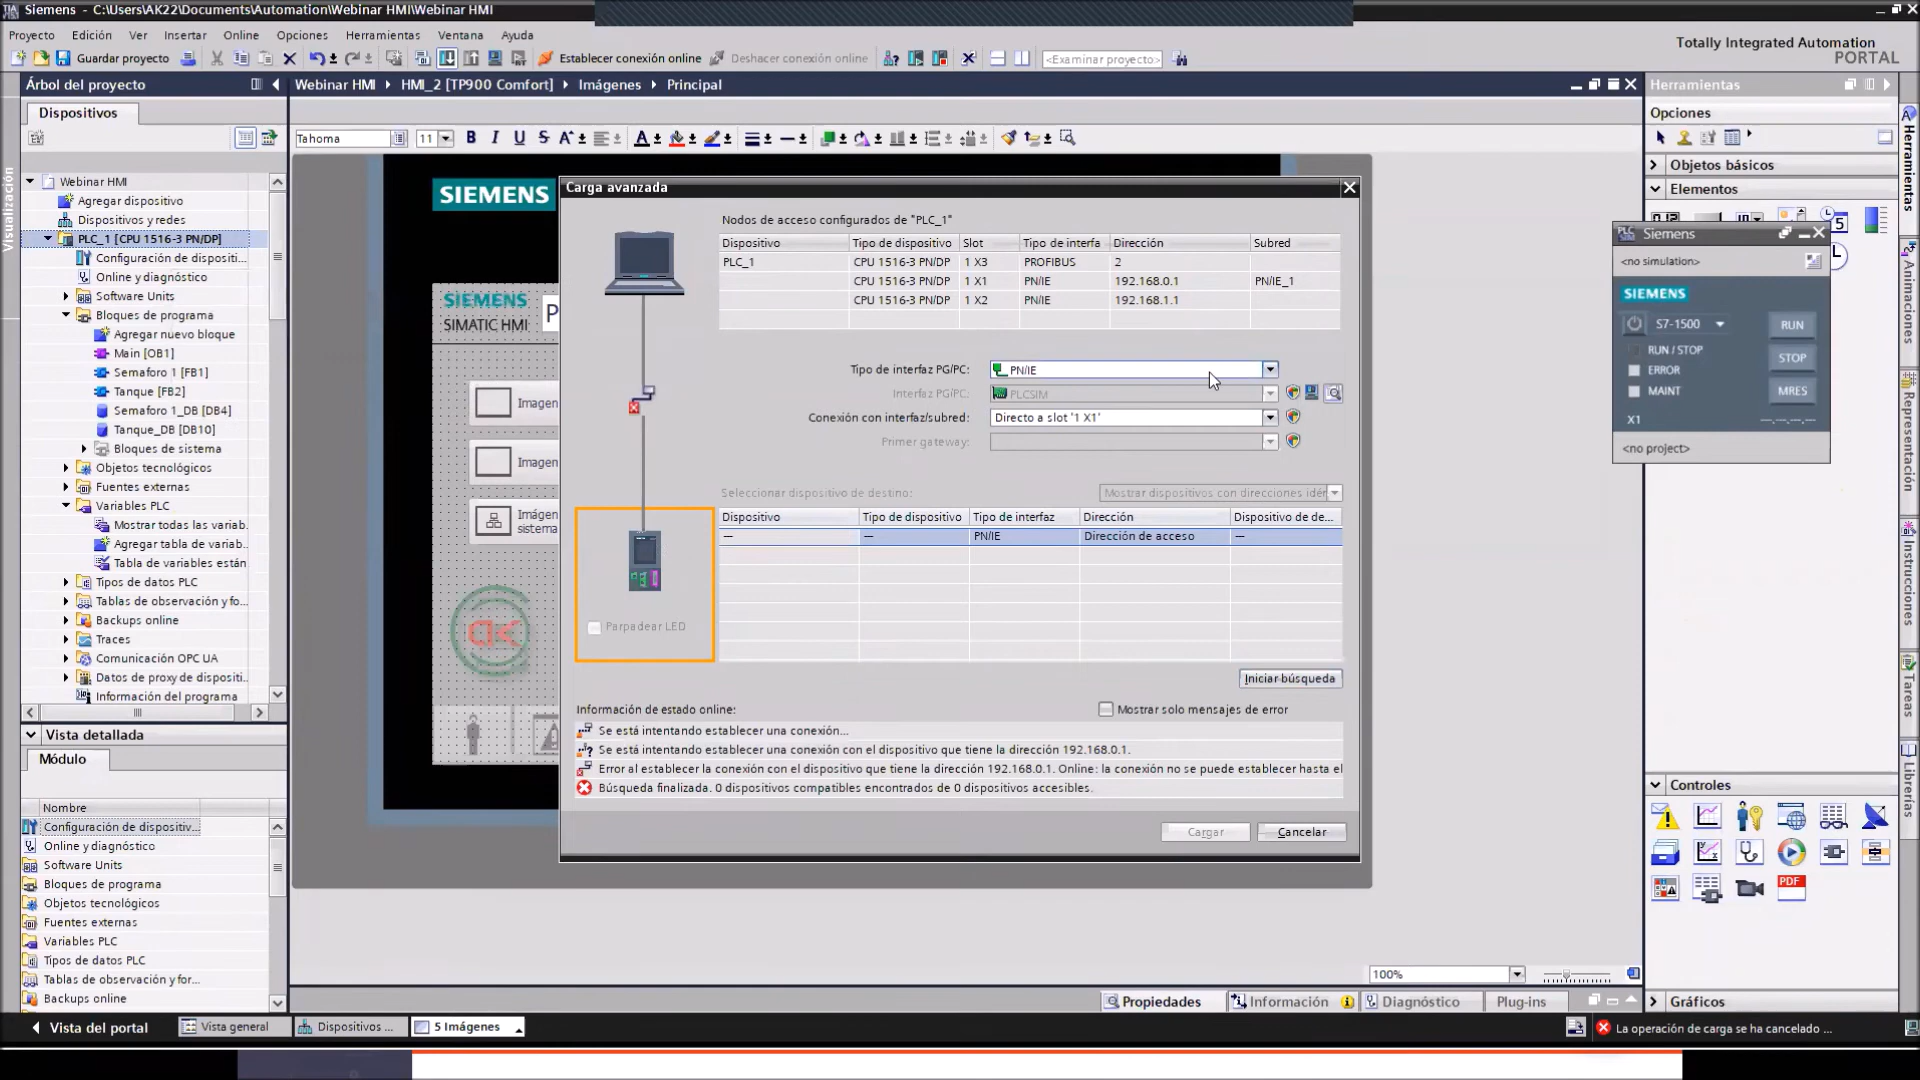 Siemens - C:\Users\AK22\Documents\Automation\Webinar HMI\Webinar HMI
Proyecto Edición Ver Insertar Online Opciones Herramientas Ventana Ayuda
Guardar proyecto
Establecer conexión online
Deshacer conexión online
<Examinar proyecto>
Totally Integrated Automation
PORTAL
Árbol del proyecto
Dispositivos
Visualización
Webinar HMI
Agregar dispositivo
Dispositivos y redes
PLC_1 [CPU 1516-3 PN/DP]
Configuración de dispositi...
Online y diagnóstico
Software Units
Bloques de programa
Agregar nuevo bloque
Main [OB1]
Semaforo 1 [FB1]
Tanque [FB2]
Semaforo 1_DB [DB4]
Tanque_DB [DB10]
Bloques de sistema
Objetos tecnológicos
Fuentes externas
Variables PLC
Mostrar todas las variab...
Agregar tabla de variab...
Tabla de variables están
Tipos de datos PLC
Tablas de observación y fo...
Backups online
Traces
Comunicación OPC UA
Datos de proxy de dispositi...
Información del programa
Vista detallada
Módulo
Nombre
Configuración de dispositiv...
Online y diagnóstico
Software Units
Bloques de programa
Objetos tecnológicos
Fuentes externas
Variables PLC
Tipos de datos PLC
Tablas de observación y for...
Backups online
Webinar HMI HMI_2 [TP900 Comfort] Imágenes Principal
Tahoma 11 B I U S A A
SIEMENS
SIEMENS
SIMATIC HMI P
Imagen
Imagen
Imágen
sistema
Carga avanzada
Nodos de acceso configurados de "PLC_1"
Dispositivo Tipo de dispositivo Slot Tipo de interfa Dirección Subred
PLC_1 CPU 1516-3 PN/DP 1 X3 PROFIBUS 2
CPU 1516-3 PN/DP 1 X1 PN/IE 192.168.0.1 PN/IE_1
CPU 1516-3 PN/DP 1 X2 PN/IE 192.168.1.1
Tipo de interfaz PG/PC: PN/IE
Interfaz PG/PC: PLCSIM
Conexión con interfaz/subred: Directo a slot '1 X1'
Primer gateway:
Seleccionar dispositivo de destino: Mostrar dispositivos con direcciones idén
Dispositivo Tipo de dispositivo Tipo de interfaz Dirección Dispositivo de de...
— — PN/IE Dirección de acceso —
Parpadear LED
Iniciar búsqueda
Información de estado online:
Mostrar solo mensajes de error
Se está intentando establecer una conexión...
Se está intentando establecer una conexión con el dispositivo que tiene la dirección 192.168.0.1.
Error al establecer la conexión con el dispositivo que tiene la dirección 192.168.0.1. Online: la conexión no se puede establecer hasta el
Búsqueda finalizada. 0 dispositivos compatibles encontrados de 0 dispositivos accesibles.
Cargar Cancelar
100%
Propiedades Información Diagnóstico Plug-ins
Herramientas
Opciones
Objetos básicos
Elementos
PLC Siemens
<no simulation>
SIEMENS
S7-1500
RUN
RUN / STOP
STOP
ERROR
MAINT
MRES
X1 ---.---.---.---
<no project>
Controles
PDF
Gráficos
Herramientas
Animaciones
Representación
Instrucciones
Tareas
Librerías
Vista del portal
Vista general
Dispositivos ...
5 Imágenes
La operación de carga se ha cancelado ...